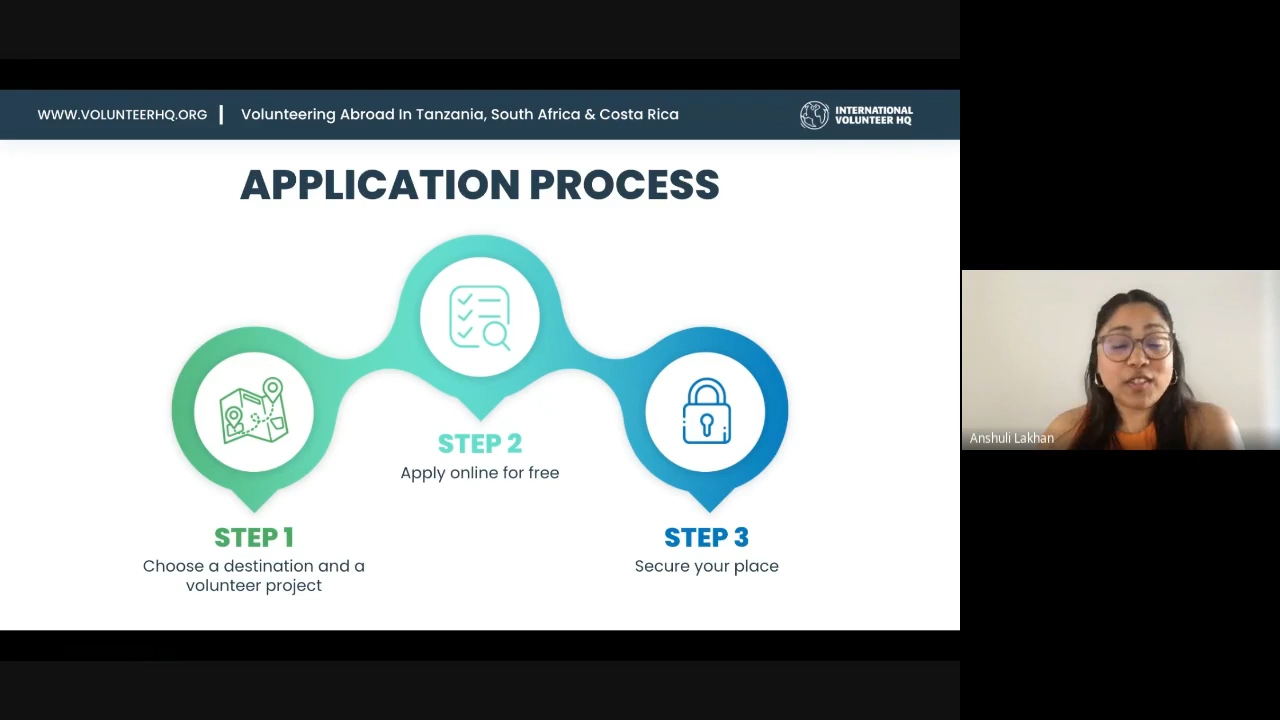 WWW.VOLUNTEERHQ.ORG | Volunteering Abroad In Tanzania, South Africa & Costa Rica
INTERNATIONAL
VOLUNTEER HQ
APPLICATION PROCESS
STEP 1
Choose a destination and a
volunteer project
STEP 2
Apply online for free
STEP 3
Secure your place
Anshuli Lakhan